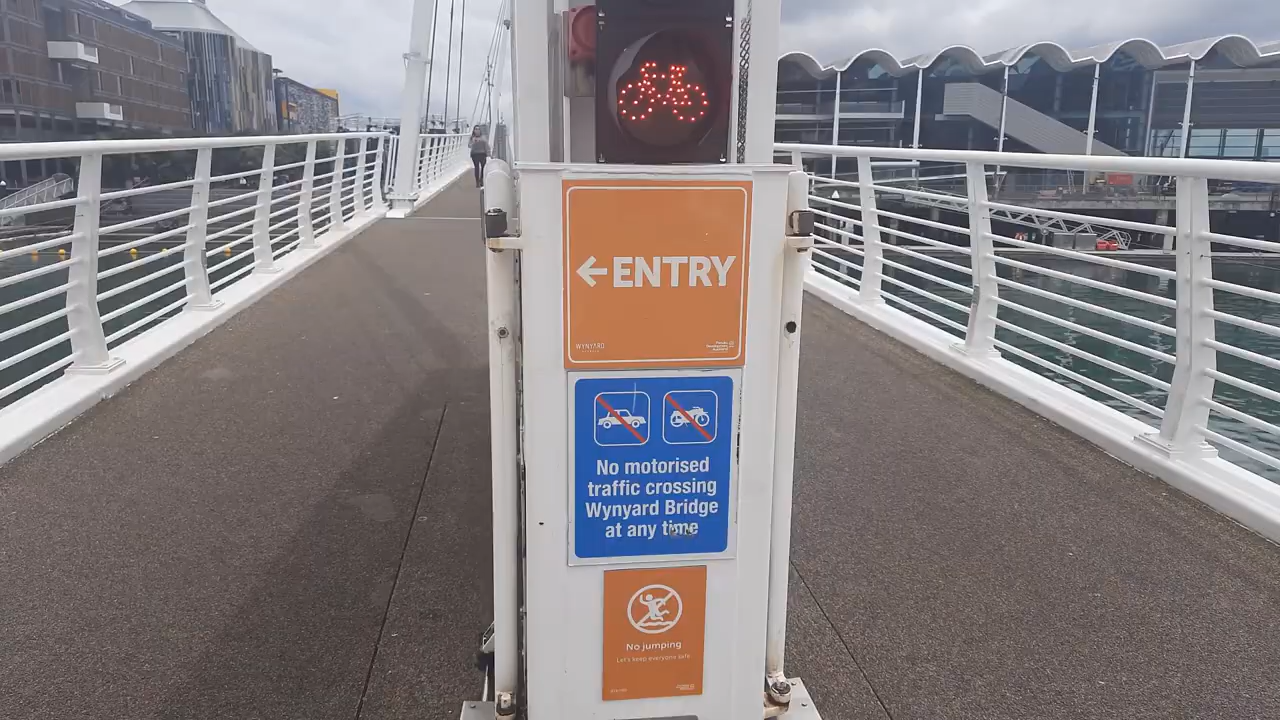 ←ENTRY
WYNYARD
No motorised
traffic crossing
Wynyard Bridge
at any time
No jumping
Let's keep everyone safe